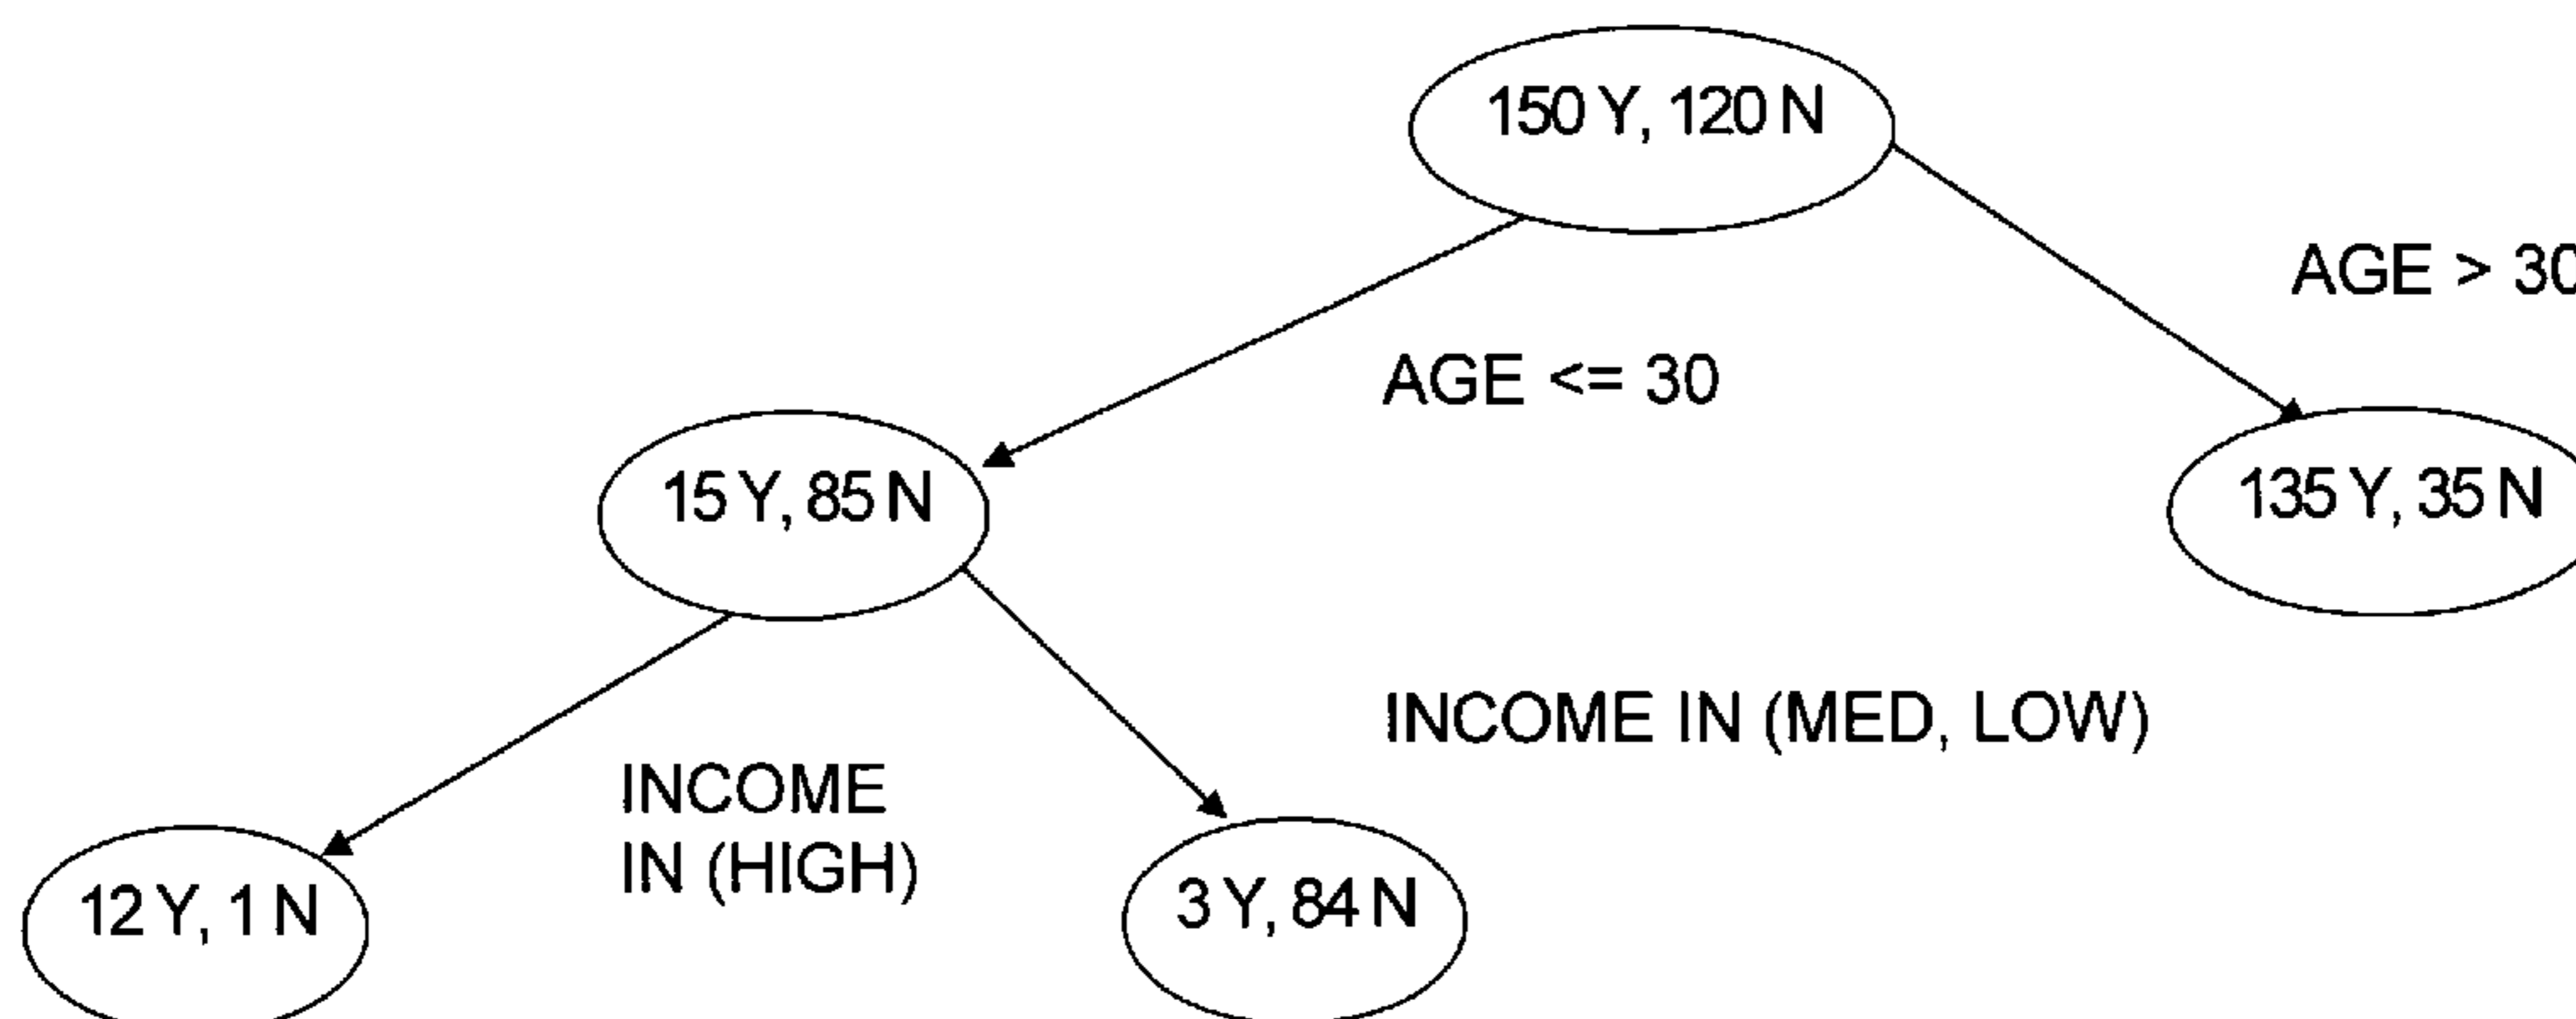 150 Y, 120 N
AGE > 30
AGE <= 30
15 Y, 85 N
135 Y, 35 N
INCOME IN (MED, LOW)
INCOME
IN (HIGH)
12 Y, 1 N
3 Y, 84 N